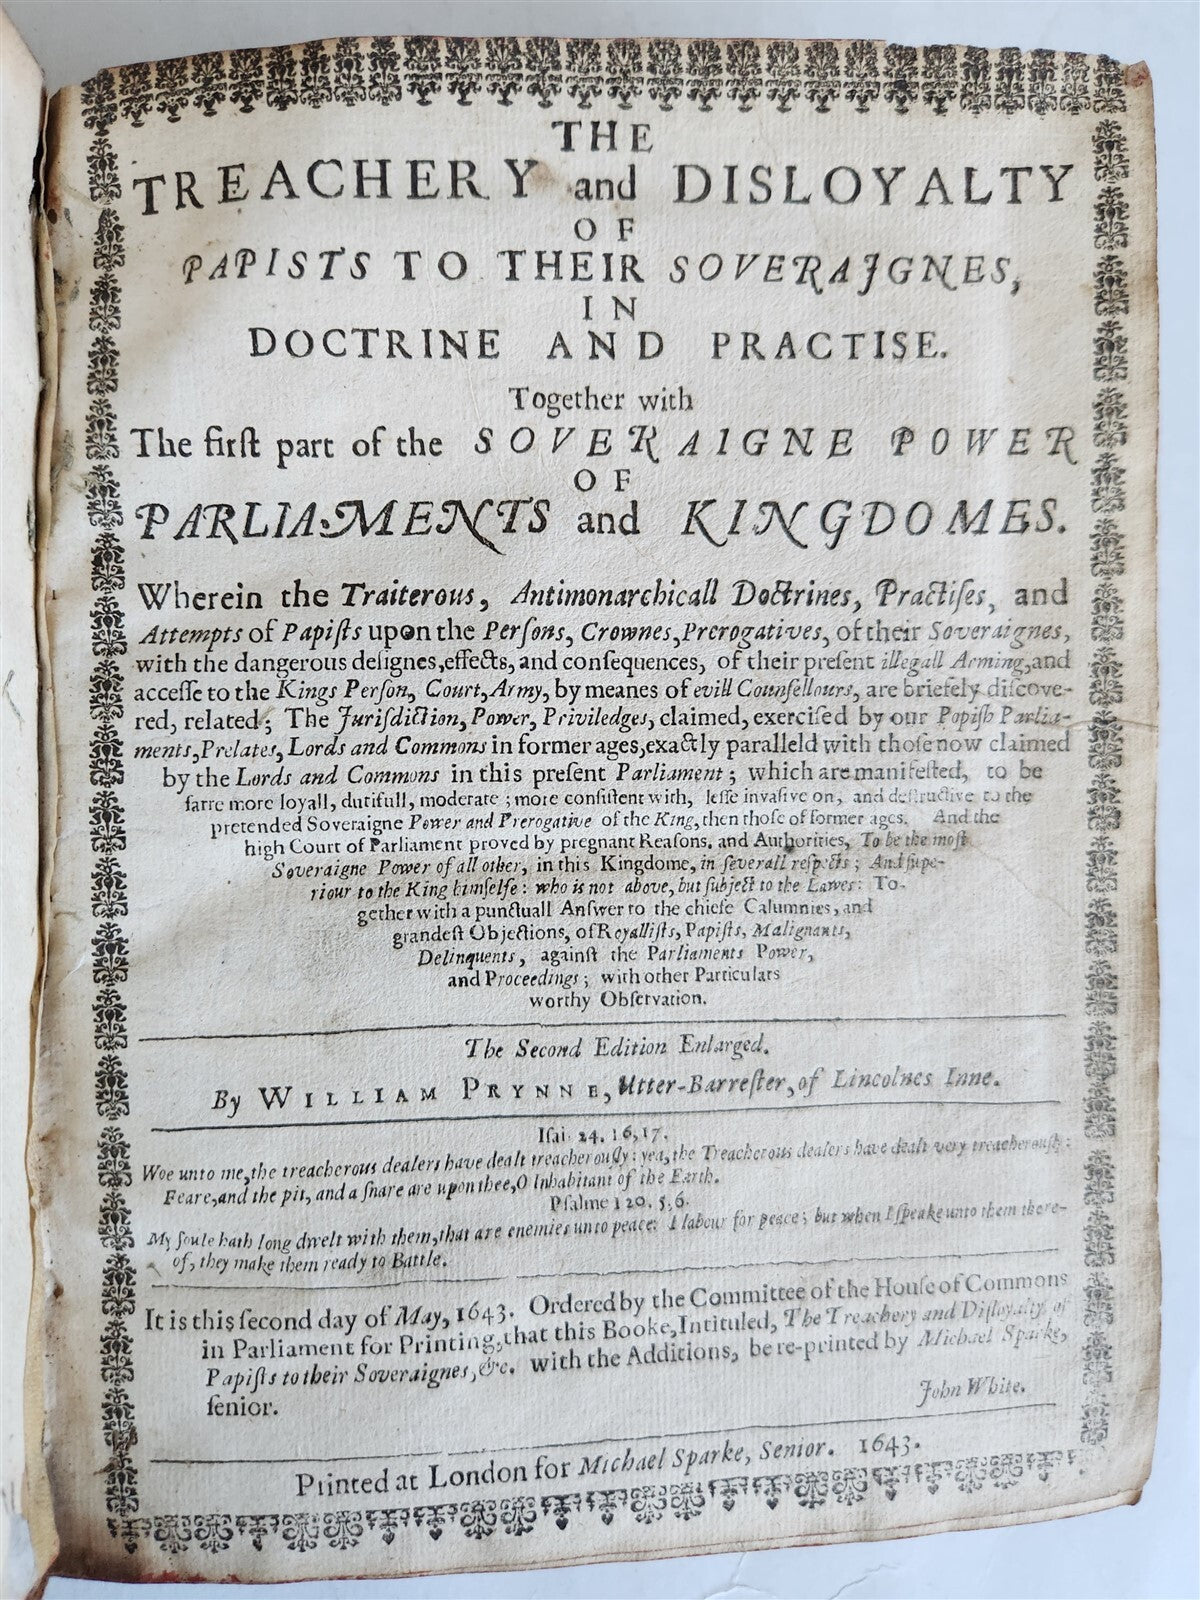 THE
TREACHERY and DISLOYALTY
OF
PAPISTS TO THEIR SOVERAJGNES,
IN
DOCTRINE AND PRACTISE.
Together with
The firſt part of the SOVERAIGNE POWER
OF
PARLIAMENTS and KINGDOMES.
Wherein the Traiterous, Antimonarchicall Doctrines, Practiſes, and
Attempts of Papiſts upon the Perſons, Crownes, Prerogatives, of their Soveraignes,
with the dangerous deſignes, effects, and conſequences, of their preſent illegall Arming, and
acceſſe to the Kings Perſon, Court, Army, by meanes of evill Counſellours, are briefely diſcove-
red, related; The Juriſdiction, Power, Priviledges, claimed, exerciſed by our Popiſh Parlia-
ments, Prelates, Lords and Commons in former ages, exactly paralleld with thoſe now claimed
by the Lords and Commons in this preſent Parliament; which are manifeſted, to be
farre more loyall, dutifull, moderate; more conſiſtent with, leſſe invaſive on, and deſtructive to the
pretended Soveraigne Power and Prerogative of the King, then thoſe of former ages. And the
high Court of Parliament proved by pregnant Reaſons, and Authorities, To be the moſt
Soveraigne Power of all other, in this Kingdome, in ſeverall reſpects; And ſupe-
riour to the King himſelfe: who is not above, but ſubject to the Lawes: To-
gether with a punctuall Anſwer to the chiefe Calumnies, and
grandeſt Objections, of Royalliſts, Papiſts, Malignants,
Delinquents, againſt the Parliaments Power,
and Proceedings; with other Particulars
worthy Obſervation.
The Second Edition Enlarged.
By WILLIAM PRYNNE, Utter-Barreſter, of Lincolnes Inne.
Iſai. 24. 16, 17.
Woe unto me, the treacherous dealers have dealt treacherouſly: yea, the Treacherous dealers have dealt very treacherouſly:
Feare, and the pit, and a ſnare are upon thee, O Inhabitant of the Earth.
Pſalme 120. 5, 6.
My ſoule hath long dwelt with them, that are enemies unto peace: I labour for peace; but when I ſpeake unto them there-
of, they make them ready to Battle.
It is this ſecond day of May, 1643. Ordered by the Committee of the Houſe of Commons
in Parliament for Printing, that this Booke, Intituled, The Treachery and Diſloyalty of
Papiſts to their Soveraignes, &c. with the Additions, be re-printed by Michael Sparke,
ſenior.
John White.
Printed at London for Michael Sparke, Senior. 1643.